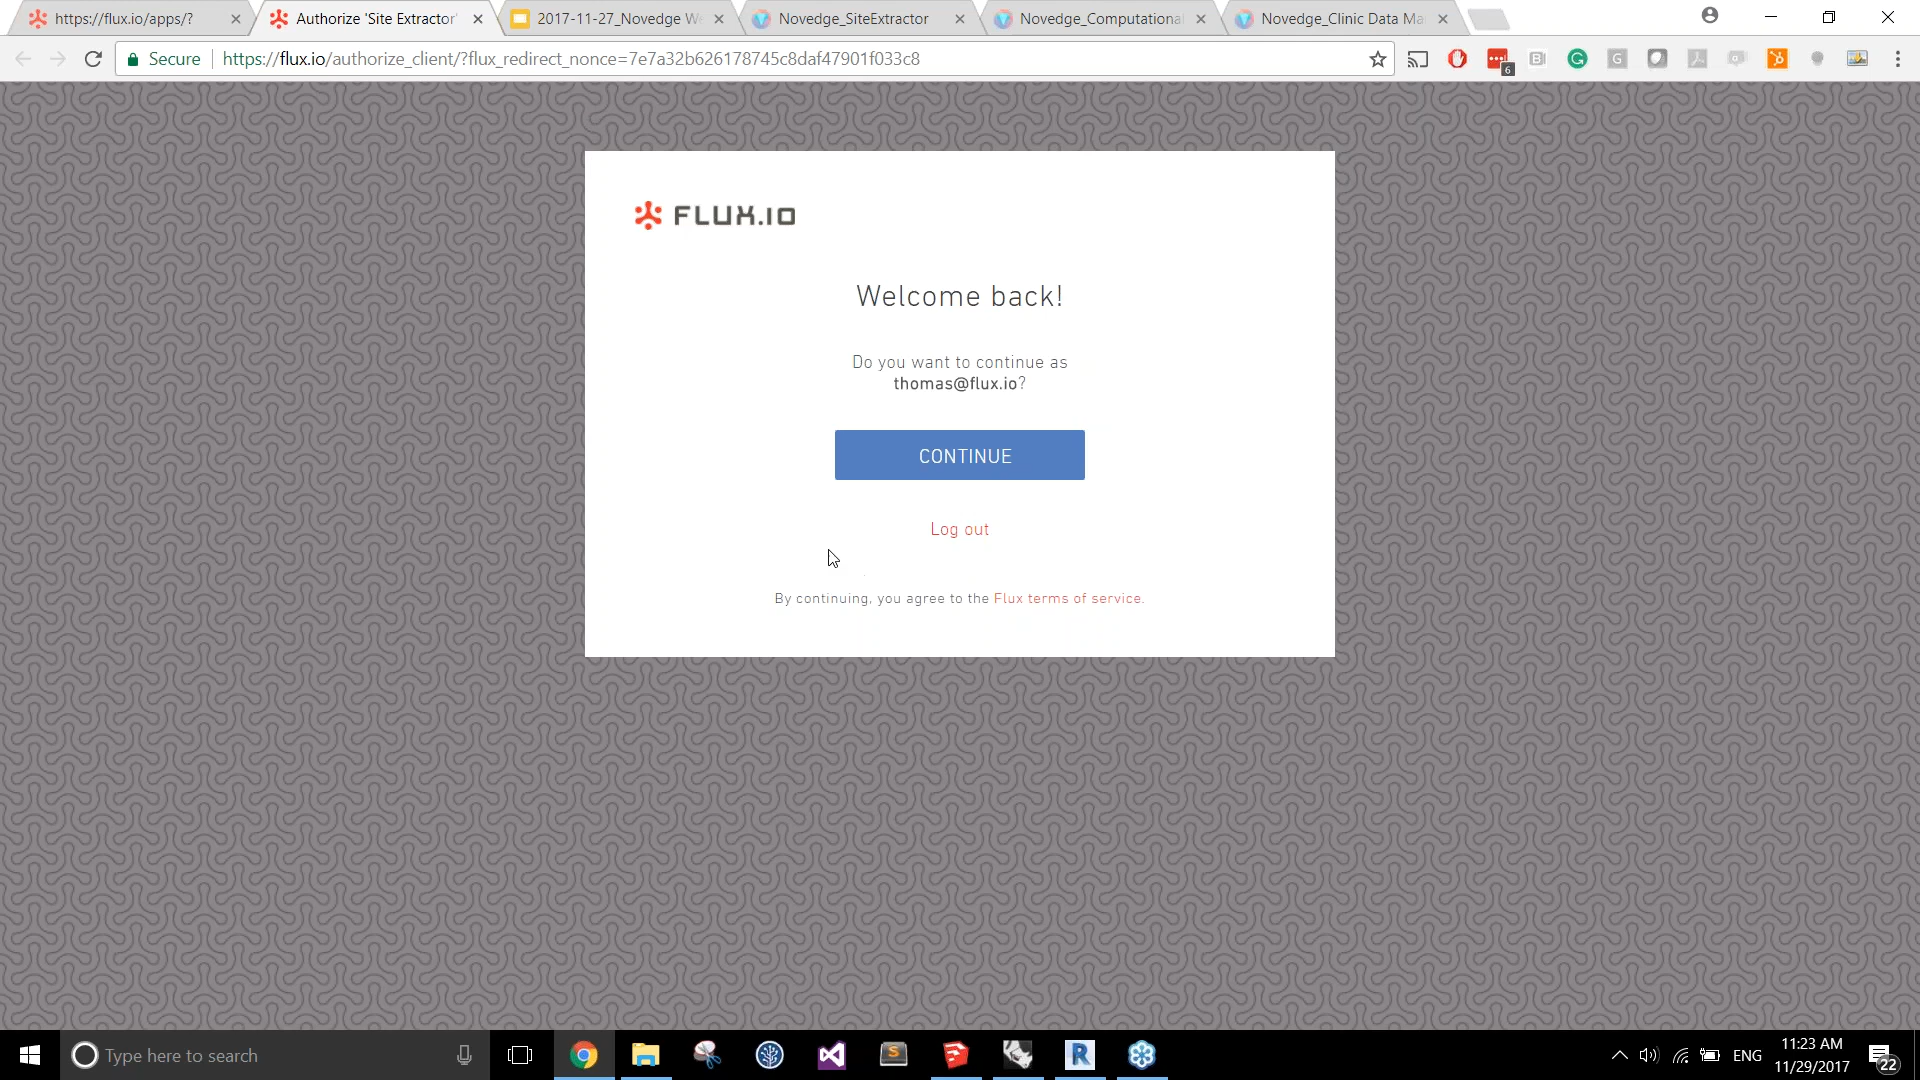 https://flux.io/apps/?
Authorize 'Site Extractor'
2017-11-27_Novedge We
Novedge_SiteExtractor
Novedge_Computational
Novedge_Clinic Data Ma
Secure
https://flux.io/authorize_client/?flux_redirect_nonce=7e7a32b626178745c8daf47901f033c8
6
FLUX.IO
Welcome back!
Do you want to continue as
thomas@flux.io?
CONTINUE
Log out
By continuing, you agree to the Flux terms of service.
Type here to search
ENG
11:23 AM
11/29/2017
22